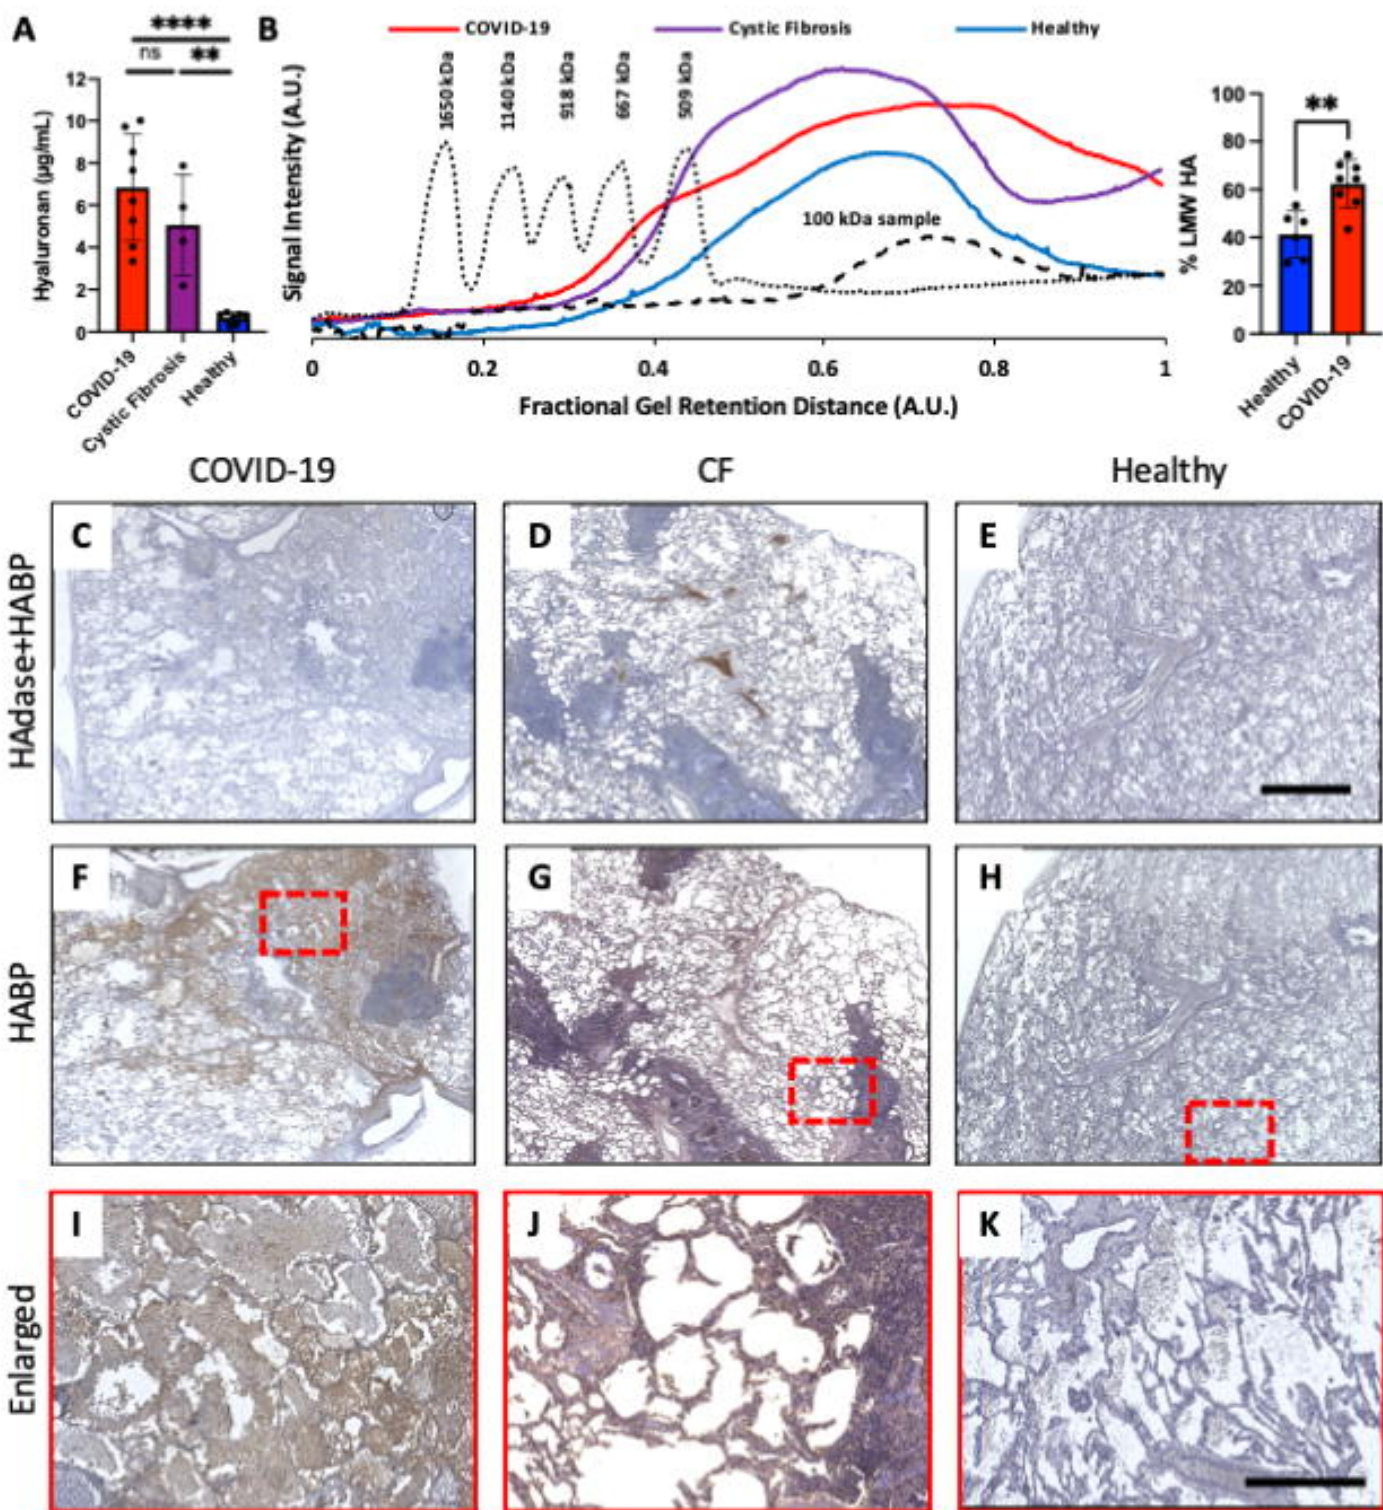 A
****
ns
**
Hyaluronan (µg/mL)
12
10
8
6
4
2
0
COVID-19
Cystic Fibrosis
Healthy
B
COVID-19
Cystic Fibrosis
Healthy
Signal Intensity (A.U.)
1650 kDa
1140 kDa
918 kDa
667 kDa
509 kDa
100 kDa sample
0
0.2
0.4
0.6
0.8
1
Fractional Gel Retention Distance (A.U.)
% LMW HA
100
80
60
40
20
0
**
Healthy
COVID-19
COVID-19
CF
Healthy
HAdase+HABP
C
D
E
HABP
F
G
H
Enlarged
I
J
K